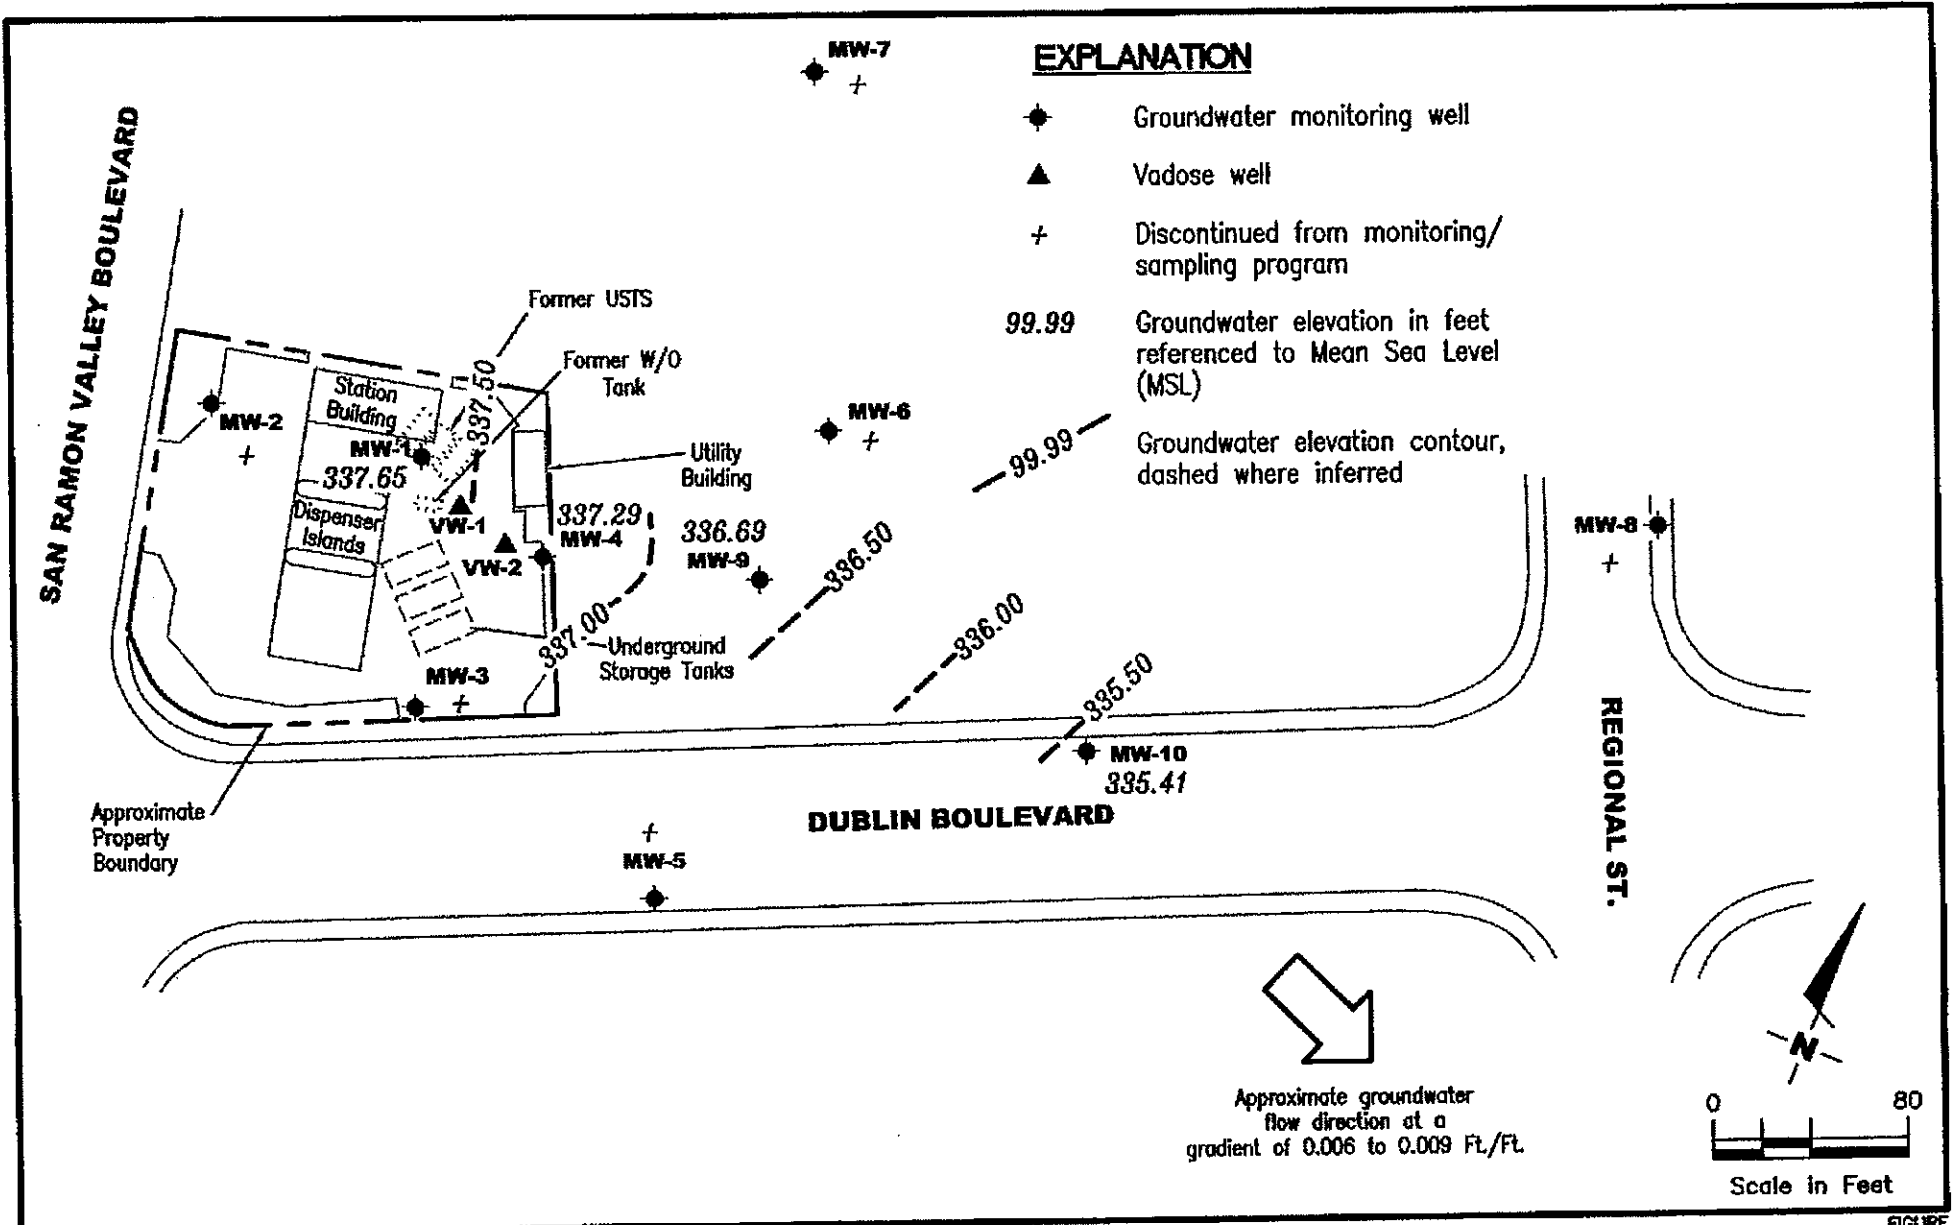 MW-7
EXPLANATION
Groundwater monitoring well
Vadose well
Discontinued from monitoring/
sampling program
99.99
Groundwater elevation in feet
referenced to Mean Sea Level
(MSL)
99.99
Groundwater elevation contour,
dashed where inferred
SAN RAMON VALLEY BOULEVARD
Former USTS
Former W/O
Tank
337.50
Station
Building
MW-2
MW-1
337.65
Dispenser
Islands
VW-1
VW-2
Utility
Building
337.29
MW-4
MW-6
336.69
MW-9
336.50
337.00
Underground
Storage Tanks
MW-3
336.00
335.50
MW-10
335.41
MW-8
REGIONAL ST.
Approximate
Property
Boundary
DUBLIN BOULEVARD
MW-5
Approximate groundwater
flow direction at a
gradient of 0.006 to 0.009 Ft./Ft.
N
0 80
Scale in Feet
FIGURE